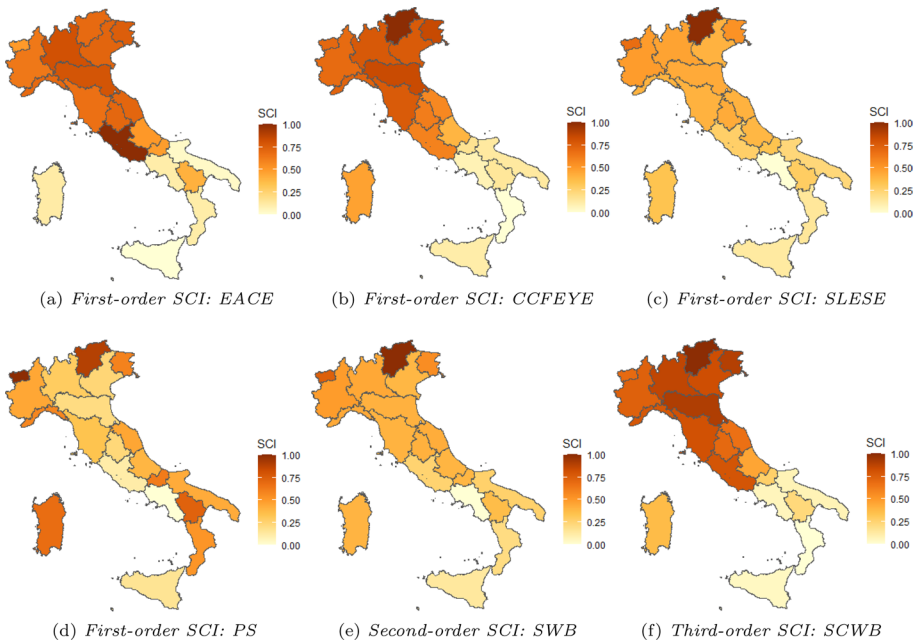 SCI
1.00
0.75
0.50
0.25
0.00
SCI
1.00
0.75
0.50
0.25
0.00
SCI
1.00
0.75
0.50
0.25
0.00
(a) First-order SCI: EACE
(b) First-order SCI: CCFEYE
(c) First-order SCI: SLESE
SCI
1.00
0.75
0.50
0.25
0.00
SCI
1.00
0.75
0.50
0.25
0.00
SCI
1.00
0.75
0.50
0.25
0.00
(d) First-order SCI: PS
(e) Second-order SCI: SWB
(f) Third-order SCI: SCWB